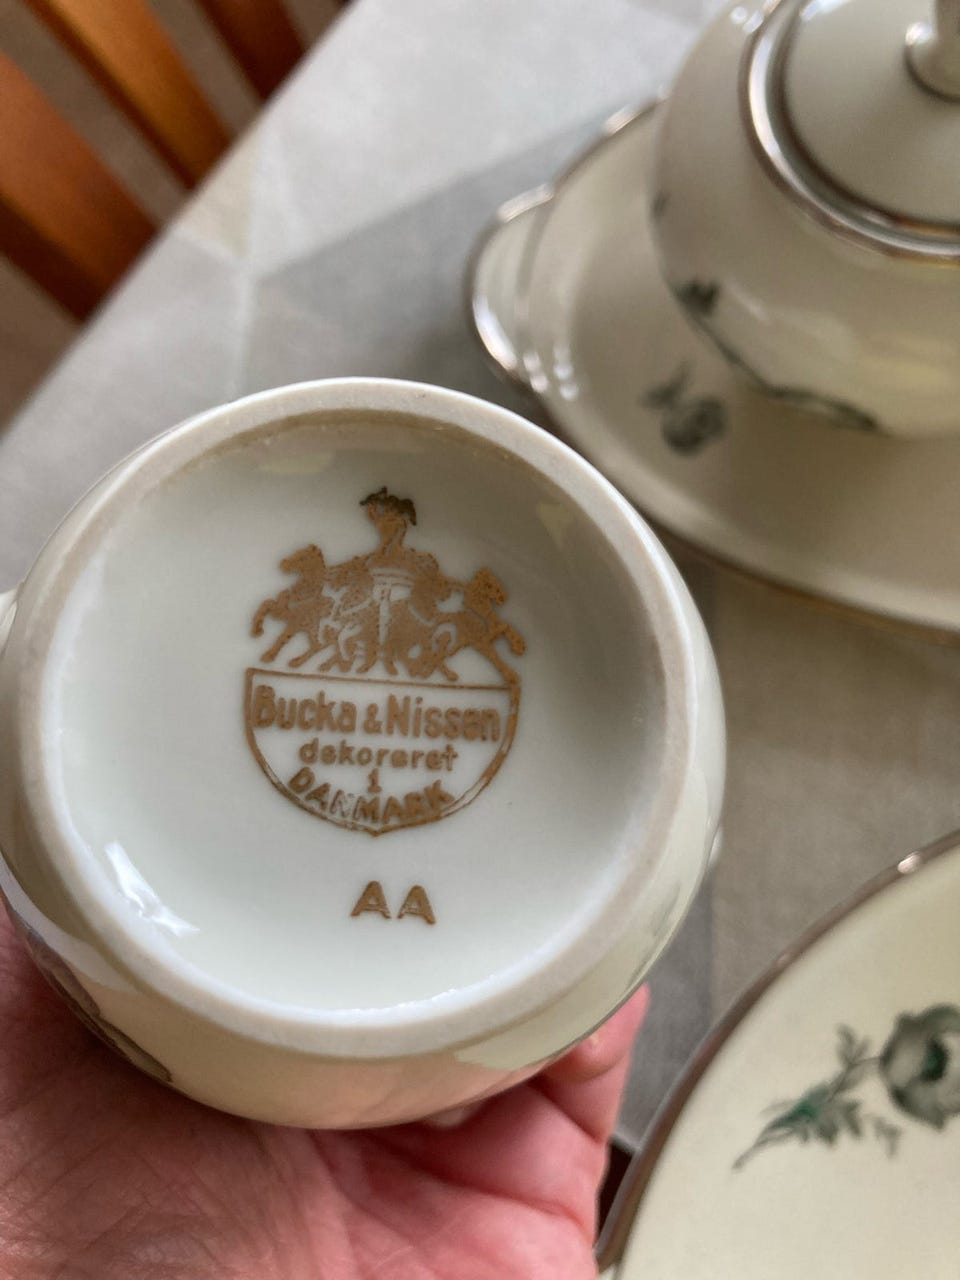 Bucka & Nissen
dekoreret
i
DANMARK
AA